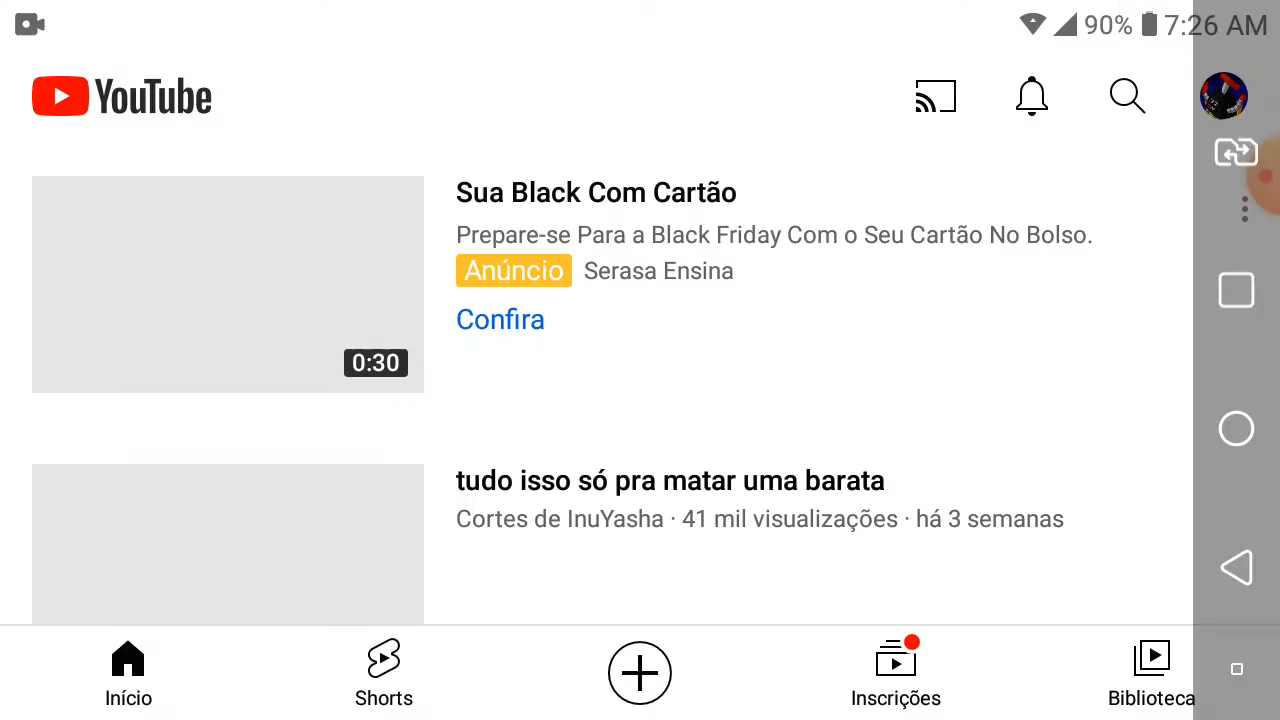 90% 7:26 AM
YouTube
Sua Black Com Cartão
Prepare-se Para a Black Friday Com o Seu Cartão No Bolso.
Anúncio Serasa Ensina
Confira
0:30
tudo isso só pra matar uma barata
Cortes de InuYasha · 41 mil visualizações · há 3 semanas
Início Shorts Inscrições Biblioteca